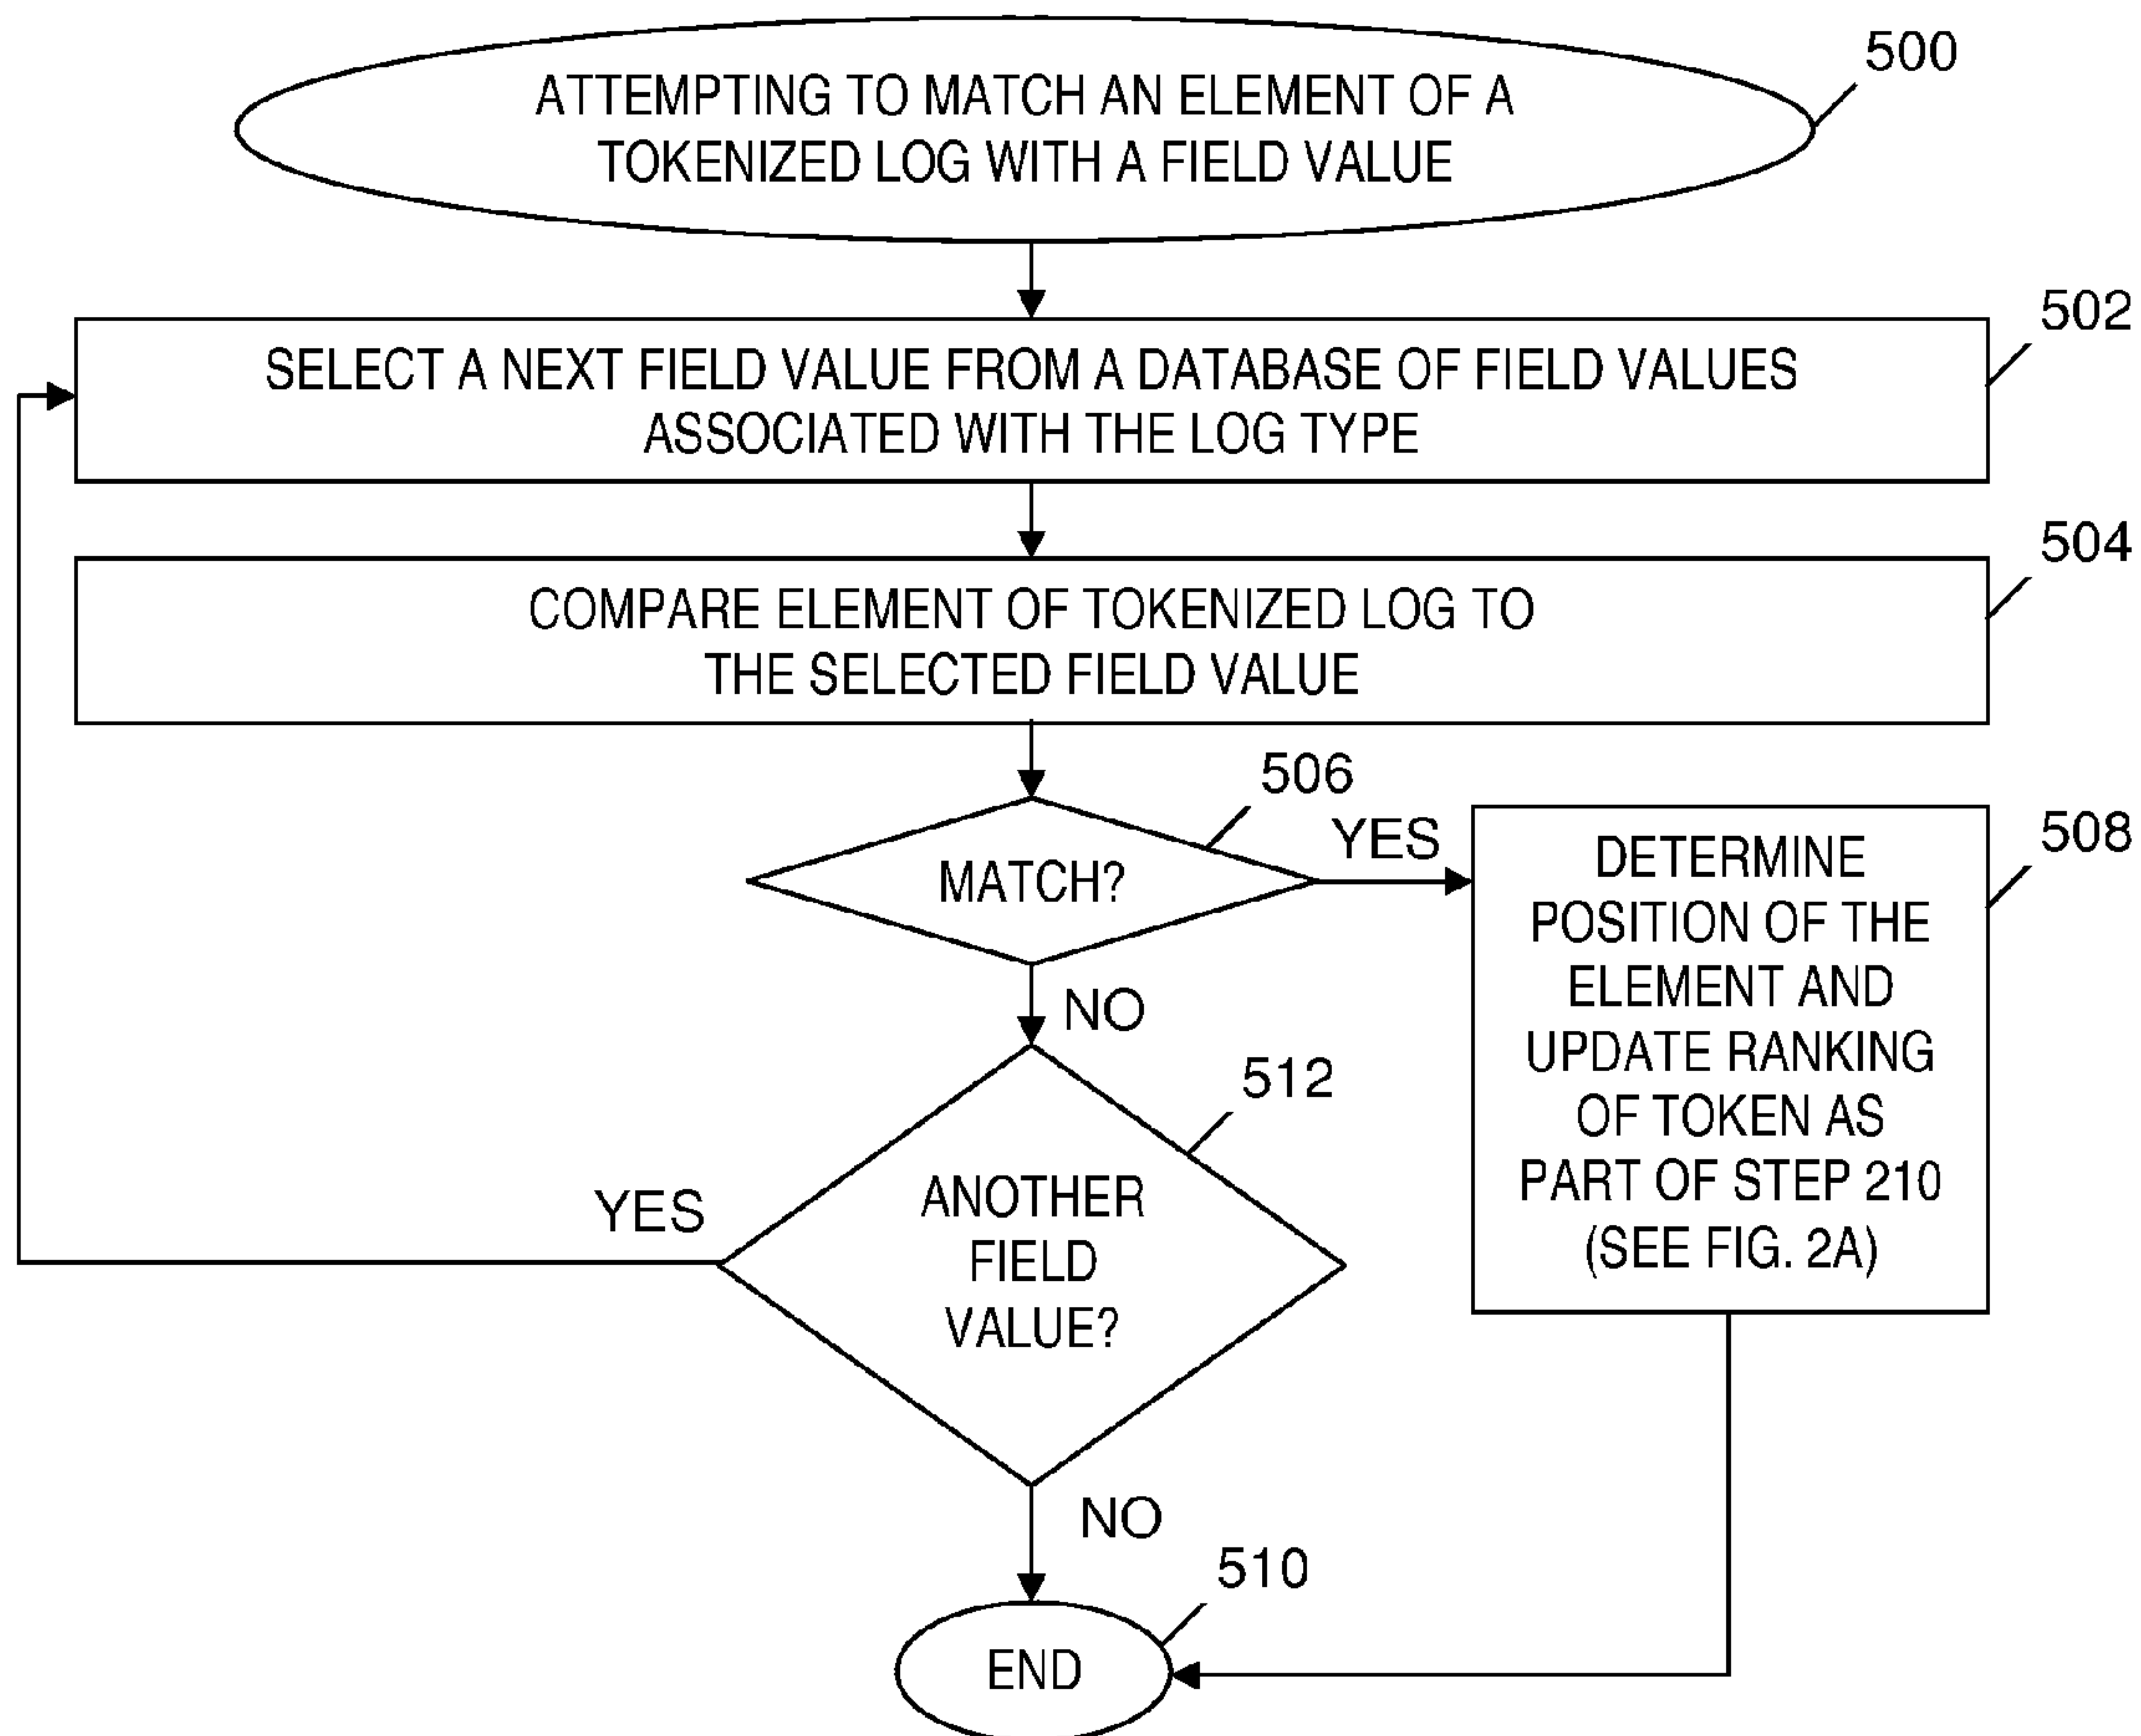 500
ATTEMPTING TO MATCH AN ELEMENT OF A
TOKENIZED LOG WITH A FIELD VALUE
502
SELECT A NEXT FIELD VALUE FROM A DATABASE OF FIELD VALUES
ASSOCIATED WITH THE LOG TYPE
504
COMPARE ELEMENT OF TOKENIZED LOG TO
THE SELECTED FIELD VALUE
506
MATCH?
YES
508
DETERMINE
POSITION OF THE
ELEMENT AND
UPDATE RANKING
OF TOKEN AS
PART OF STEP 210
(SEE FIG. 2A)
NO
512
ANOTHER
FIELD
VALUE?
YES
NO
510
END